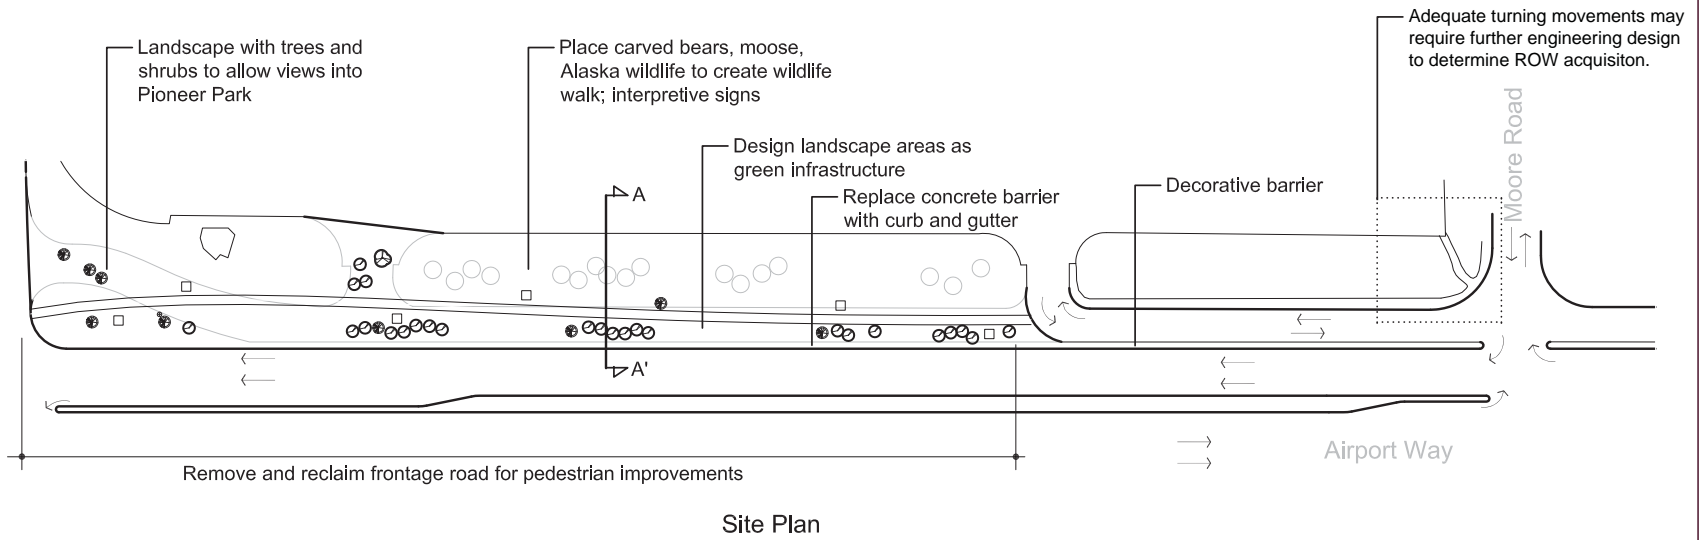 Adequate turning movements may
require further engineering design
to determine ROW acquisiton.
Landscape with trees and
shrubs to allow views into
Pioneer Park
Place carved bears, moose,
Alaska wildlife to create wildlife
walk; interpretive signs
Moore Road
Design landscape areas as
green infrastructure
A
Replace concrete barrier
with curb and gutter
Decorative barrier
A'
Airport Way
Remove and reclaim frontage road for pedestrian improvements
Site Plan